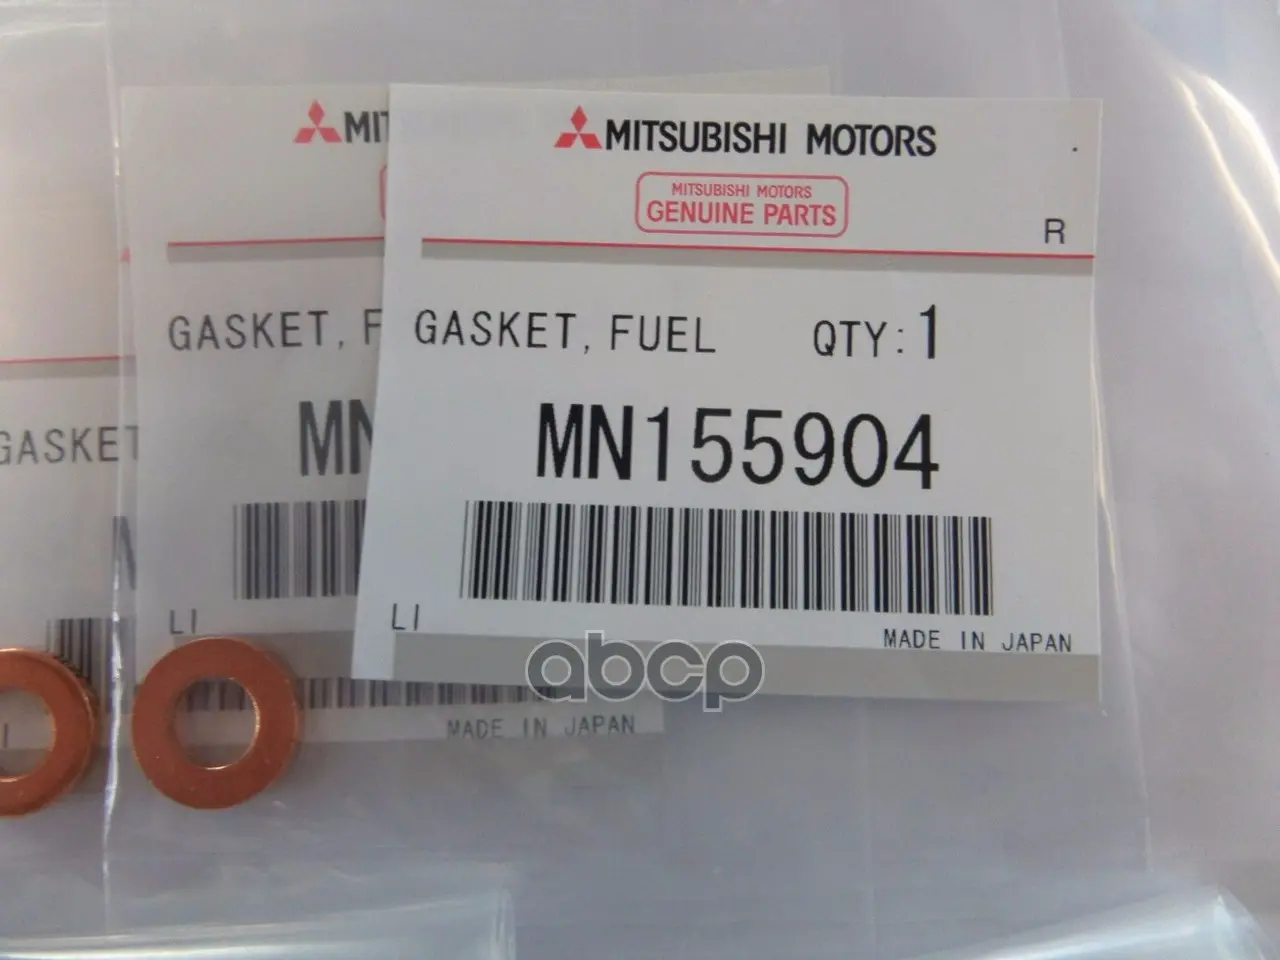 MITSUBISHI MOTORS
MITSUBISHI MOTORS
GENUINE PARTS
R
GASKET, FUEL QTY: 1
MN155904
LI
MADE IN JAPAN
abcp
MIT
GASKET, F
MN
LI
MADE IN JAPAN
GASKET